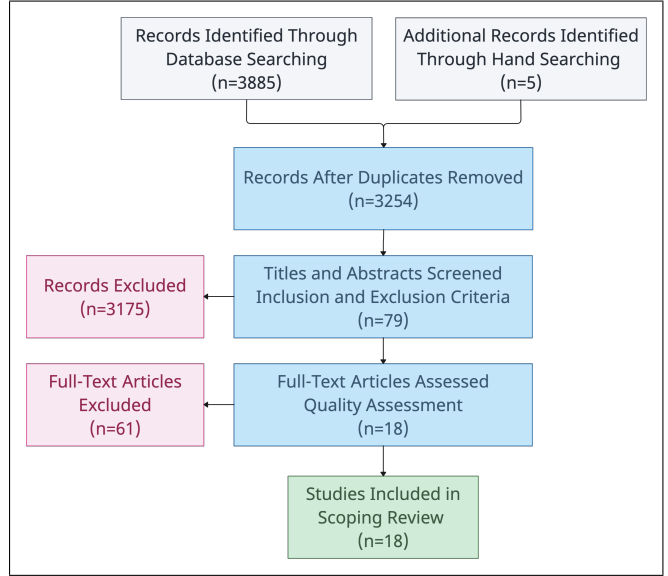 Records Identified Through
Database Searching
(n=3885)
Additional Records Identified
Through Hand Searching
(n=5)
Records After Duplicates Removed
(n=3254)
Titles and Abstracts Screened
Inclusion and Exclusion Criteria
(n=79)
Records Excluded
(n=3175)
Full-Text Articles Assessed
Quality Assessment
(n=18)
Full-Text Articles
Excluded
(n=61)
Studies Included in
Scoping Review
(n=18)